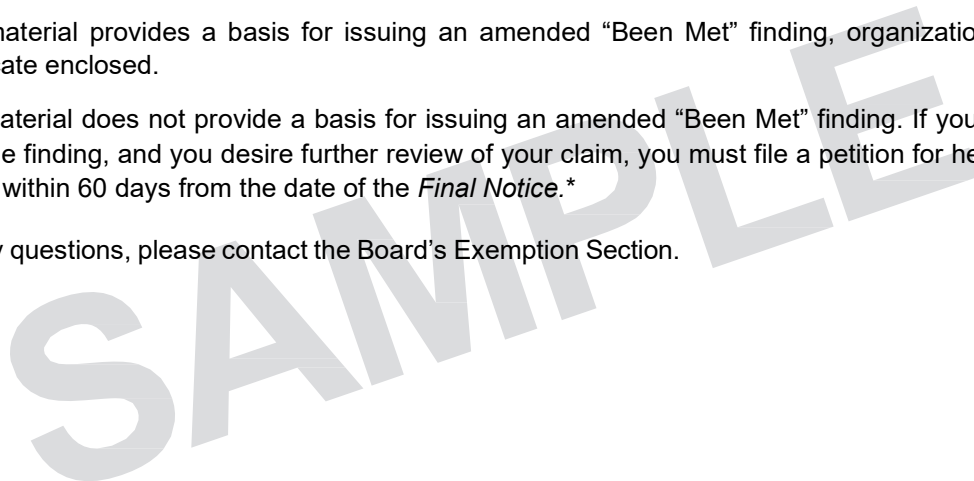 material provides a basis for issuing an amended “Been Met” finding, organizatio
ate enclosed.
aterial does not provide a basis for issuing an amended “Been Met” finding. If you
e finding, and you desire further review of your claim, you must file a petition for he
within 60 days from the date of the Final Notice.*
y questions, please contact the Board’s Exemption Section.
SAMPLE